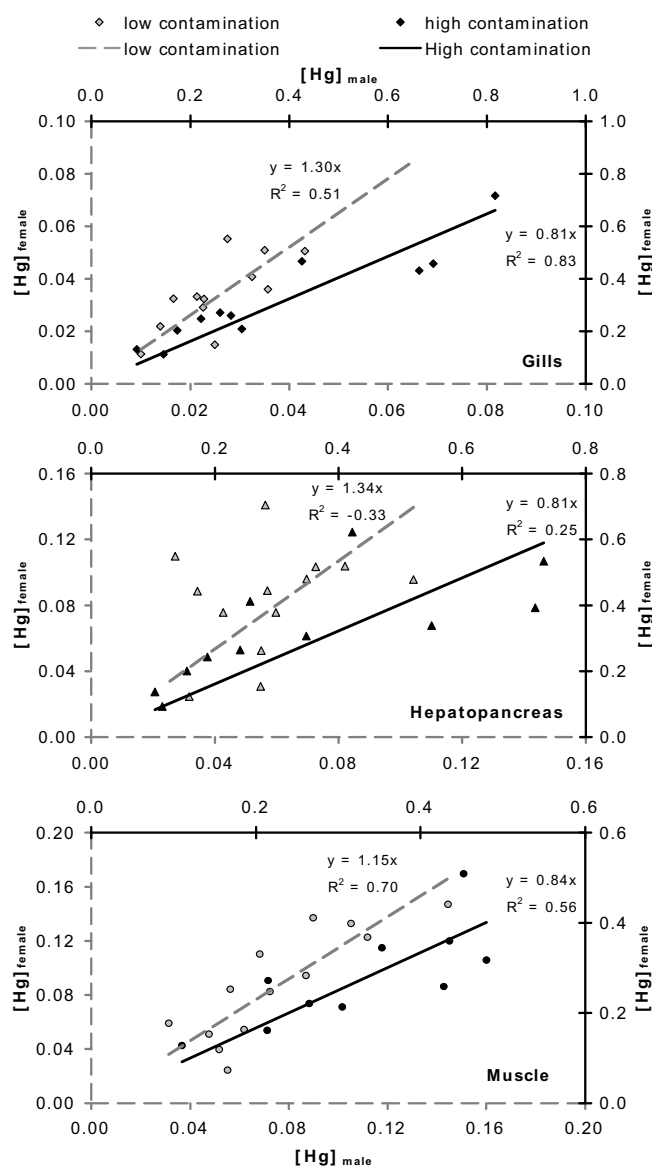 low contamination high contamination
low contamination High contamination
[Hg] male
0.0 0.2 0.4 0.6 0.8 1.0
0.10 1.0
0.08 0.8
0.06 0.6
0.04 0.4
0.02 0.2
0.00 0.0
[Hg]female
[Hg]female
y = 1.30x
R2 = 0.51
y = 0.81x
R2 = 0.83
Gills
0.00 0.02 0.04 0.06 0.08 0.10
0.0 0.2 0.4 0.6 0.8
0.16 0.8
0.12 0.6
0.08 0.4
0.04 0.2
0.00 0.0
[Hg]female
[Hg]female
y = 1.34x
R2 = -0.33
y = 0.81x
R2 = 0.25
Hepatopancreas
0.00 0.04 0.08 0.12 0.16
0.0 0.2 0.4 0.6
0.20 0.6
0.16
0.12 0.4
0.08 0.2
0.04
0.00 0.0
[Hg]female
[Hg]female
y = 1.15x
R2 = 0.70
y = 0.84x
R2 = 0.56
Muscle
0.00 0.04 0.08 0.12 0.16 0.20
[Hg] male